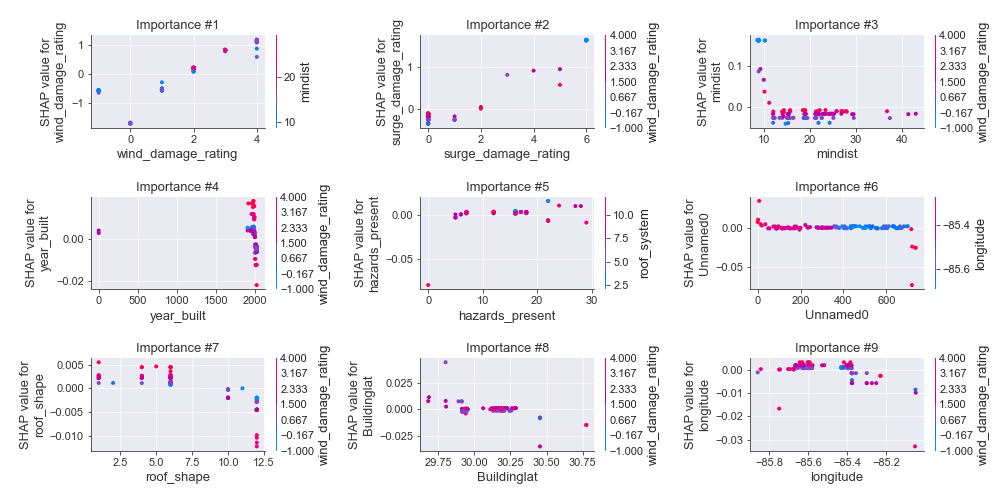 Importance #1
SHAP value for
wind_damage_rating
1
0
−1
0
2
4
wind_damage_rating
20
10
mindist
Importance #2
SHAP value for
surge_damage_rating
1
0
0
2
4
6
surge_damage_rating
4.000
3.167
2.333
1.500
0.667
−0.167
−1.000
wind_damage_rating
Importance #3
SHAP value for
mindist
0.1
0.0
10
20
30
40
mindist
4.000
3.167
2.333
1.500
0.667
−0.167
−1.000
wind_damage_rating
Importance #4
SHAP value for
year_built
0.00
−0.02
0
500
1000
1500
2000
year_built
4.000
3.167
2.333
1.500
0.667
−0.167
−1.000
wind_damage_rating
Importance #5
SHAP value for
hazards_present
0.00
−0.05
0
10
20
30
hazards_present
10.0
7.5
5.0
2.5
roof_system
Importance #6
SHAP value for
Unnamed0
0.00
−0.05
0
200
400
600
Unnamed0
−85.4
−85.6
longitude
Importance #7
SHAP value for
roof_shape
0.005
0.000
−0.005
−0.010
2.5
5.0
7.5
10.0
12.5
roof_shape
4.000
3.167
2.333
1.500
0.667
−0.167
−1.000
wind_damage_rating
Importance #8
SHAP value for
Buildinglat
0.025
0.000
−0.025
29.75
30.00
30.25
30.50
30.75
Buildinglat
4.000
3.167
2.333
1.500
0.667
−0.167
−1.000
wind_damage_rating
Importance #9
SHAP value for
longitude
0.00
−0.01
−0.02
−0.03
−85.8
−85.6
−85.4
−85.2
longitude
4.000
3.167
2.333
1.500
0.667
−0.167
−1.000
wind_damage_rating